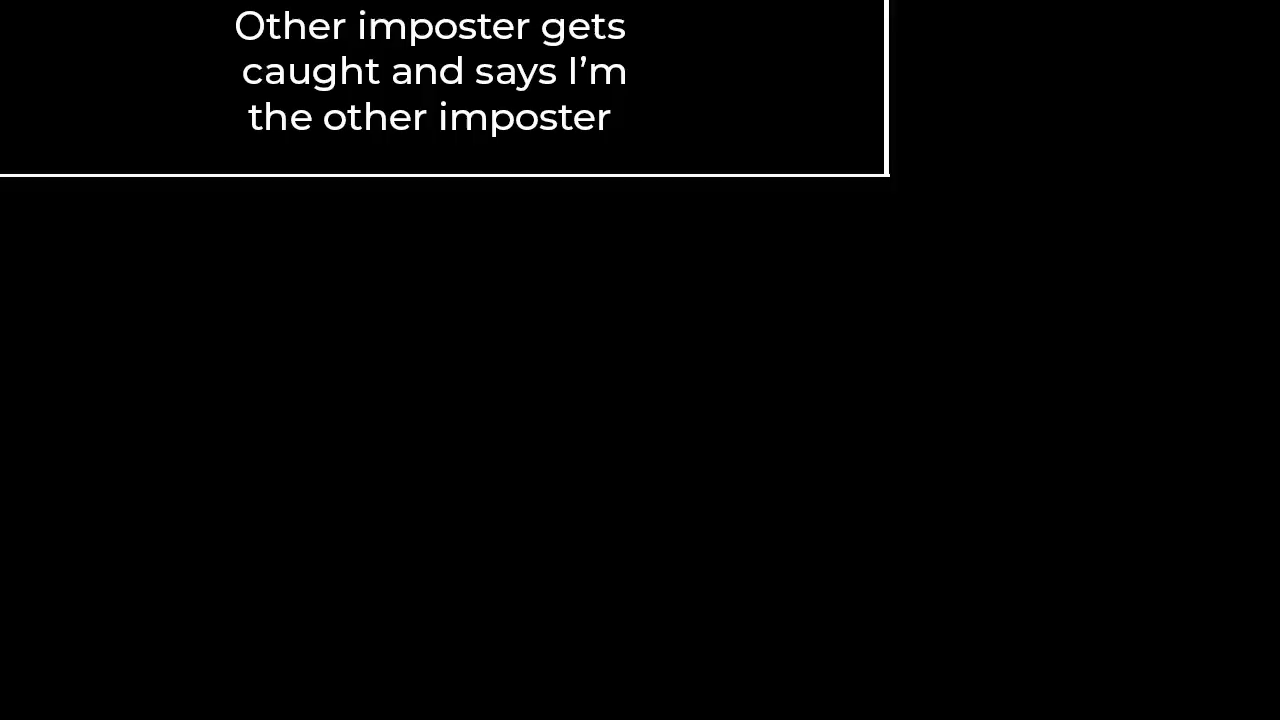 Other imposter gets
caught and says I’m
the other imposter